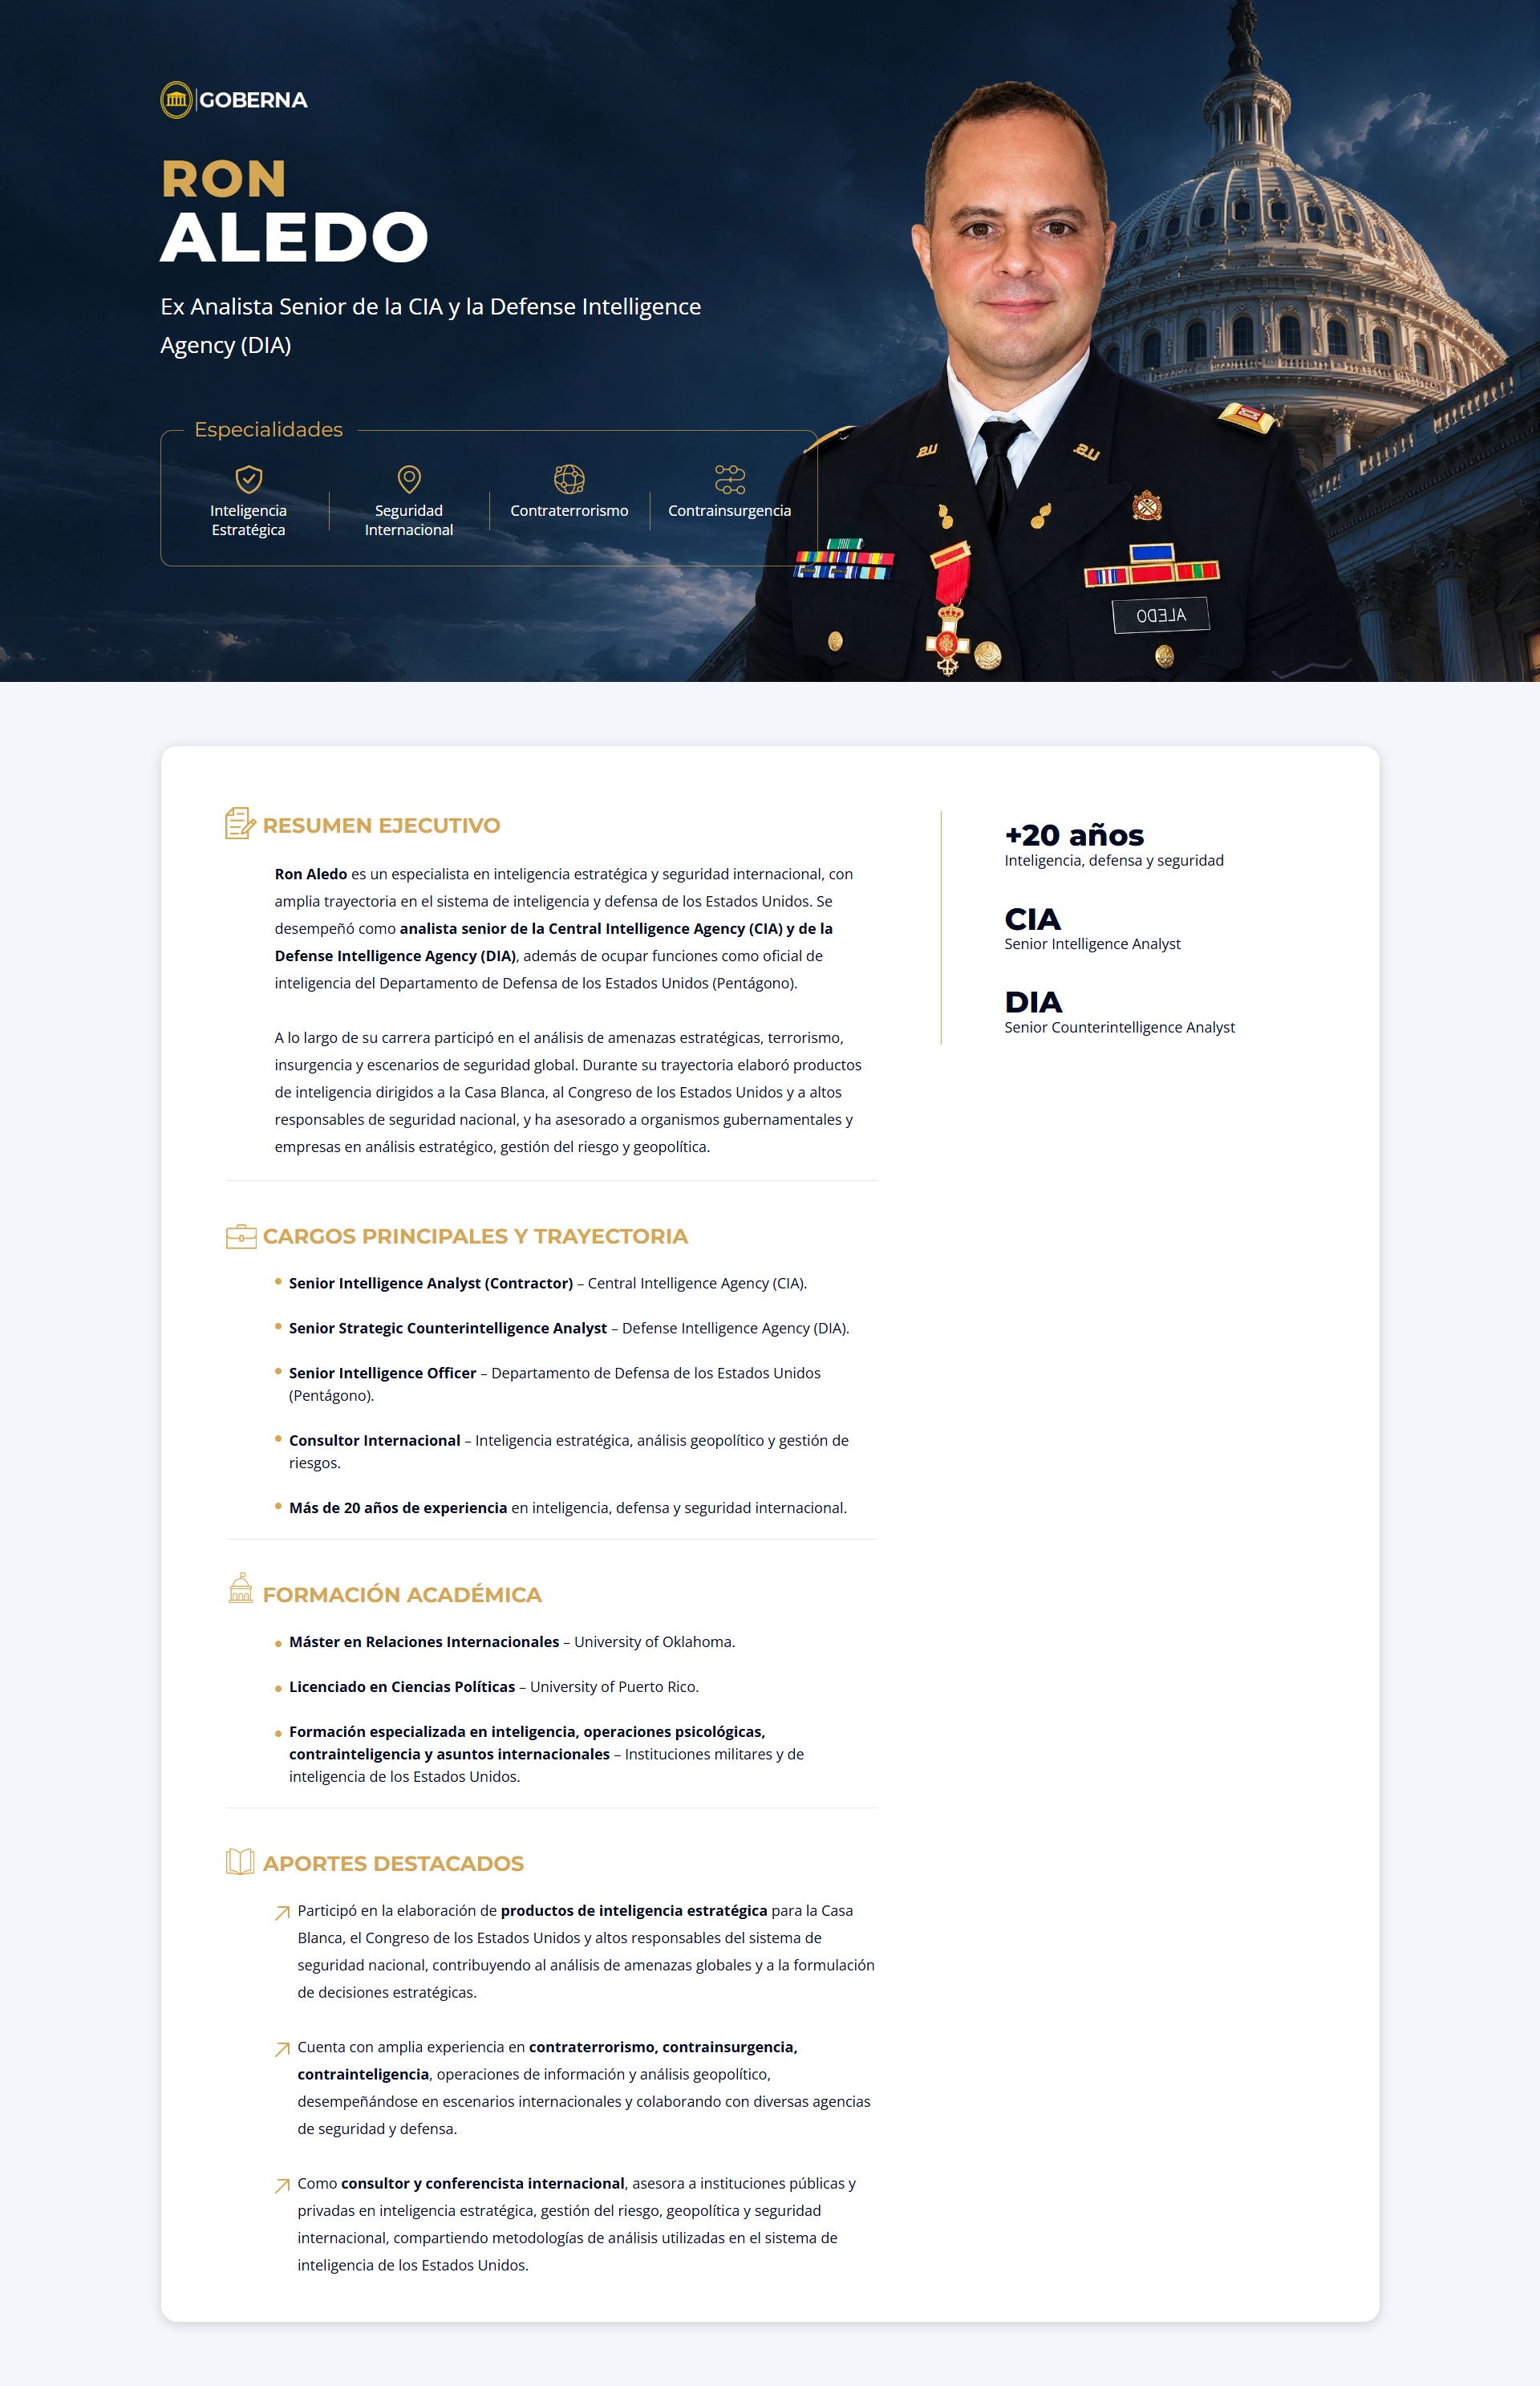 GOBERNA
RON
ALEDO
Ex Analista Senior de la CIA y la Defense Intelligence
Agency (DIA)
Especialidades
Inteligencia
Estratégica
Seguridad
Internacional
Contraterrorismo
Contrainsurgencia
U.S
U.S
ALEDO
RESUMEN EJECUTIVO
Ron Aledo es un especialista en inteligencia estratégica y seguridad internacional, con
amplia trayectoria en el sistema de inteligencia y defensa de los Estados Unidos. Se
desempeñó como analista senior de la Central Intelligence Agency (CIA) y de la
Defense Intelligence Agency (DIA), además de ocupar funciones como oficial de
inteligencia del Departamento de Defensa de los Estados Unidos (Pentágono).
A lo largo de su carrera participó en el análisis de amenazas estratégicas, terrorismo,
insurgencia y escenarios de seguridad global. Durante su trayectoria elaboró productos
de inteligencia dirigidos a la Casa Blanca, al Congreso de los Estados Unidos y a altos
responsables de seguridad nacional, y ha asesorado a organismos gubernamentales y
empresas en análisis estratégico, gestión del riesgo y geopolítica.
+20 años
Inteligencia, defensa y seguridad
CIA
Senior Intelligence Analyst
DIA
Senior Counterintelligence Analyst
CARGOS PRINCIPALES Y TRAYECTORIA
Senior Intelligence Analyst (Contractor) – Central Intelligence Agency (CIA).
Senior Strategic Counterintelligence Analyst – Defense Intelligence Agency (DIA).
Senior Intelligence Officer – Departamento de Defensa de los Estados Unidos
(Pentágono).
Consultor Internacional – Inteligencia estratégica, análisis geopolítico y gestión de
riesgos.
Más de 20 años de experiencia en inteligencia, defensa y seguridad internacional.
FORMACIÓN ACADÉMICA
Máster en Relaciones Internacionales – University of Oklahoma.
Licenciado en Ciencias Políticas – University of Puerto Rico.
Formación especializada en inteligencia, operaciones psicológicas,
contrainteligencia y asuntos internacionales – Instituciones militares y de
inteligencia de los Estados Unidos.
APORTES DESTACADOS
Participó en la elaboración de productos de inteligencia estratégica para la Casa
Blanca, el Congreso de los Estados Unidos y altos responsables del sistema de
seguridad nacional, contribuyendo al análisis de amenazas globales y a la formulación
de decisiones estratégicas.
Cuenta con amplia experiencia en contraterrorismo, contrainsurgencia,
contrainteligencia, operaciones de información y análisis geopolítico,
desempeñándose en escenarios internacionales y colaborando con diversas agencias
de seguridad y defensa.
Como consultor y conferencista internacional, asesora a instituciones públicas y
privadas en inteligencia estratégica, gestión del riesgo, geopolítica y seguridad
internacional, compartiendo metodologías de análisis utilizadas en el sistema de
inteligencia de los Estados Unidos.